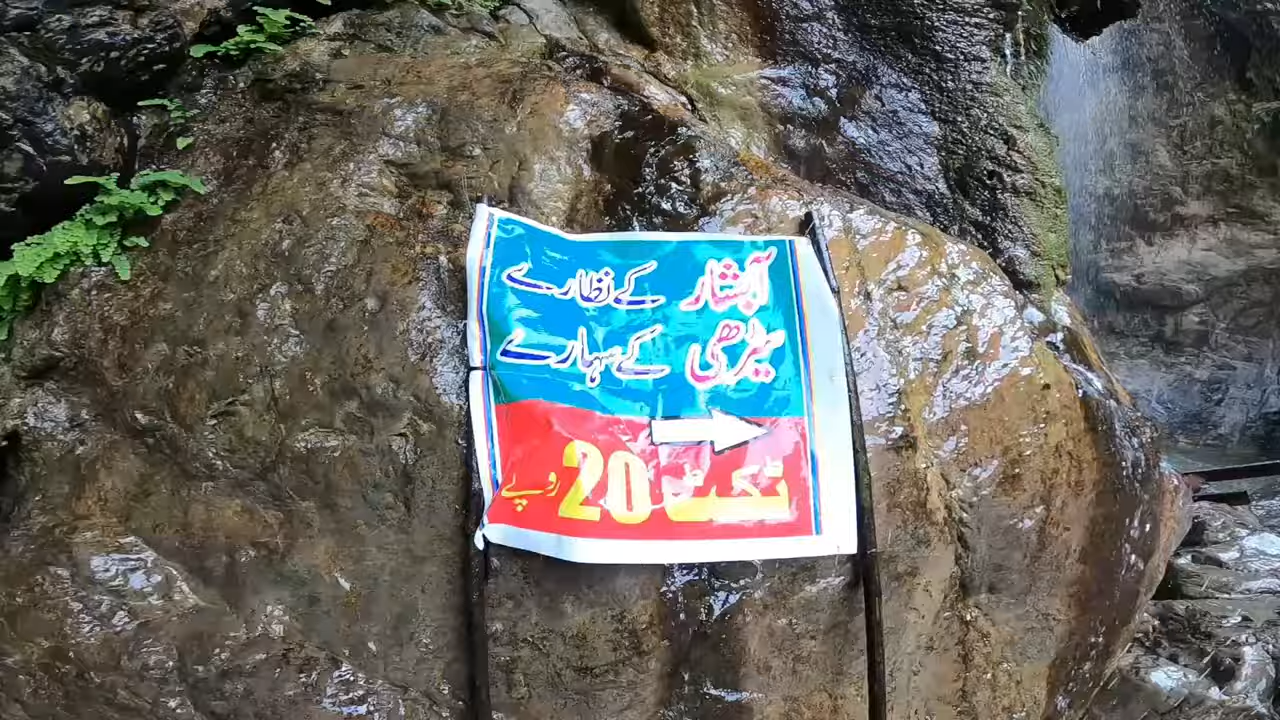 آبشار کے نظارے
سیڑھی کے سہارے
ٹکٹ 20 روپے